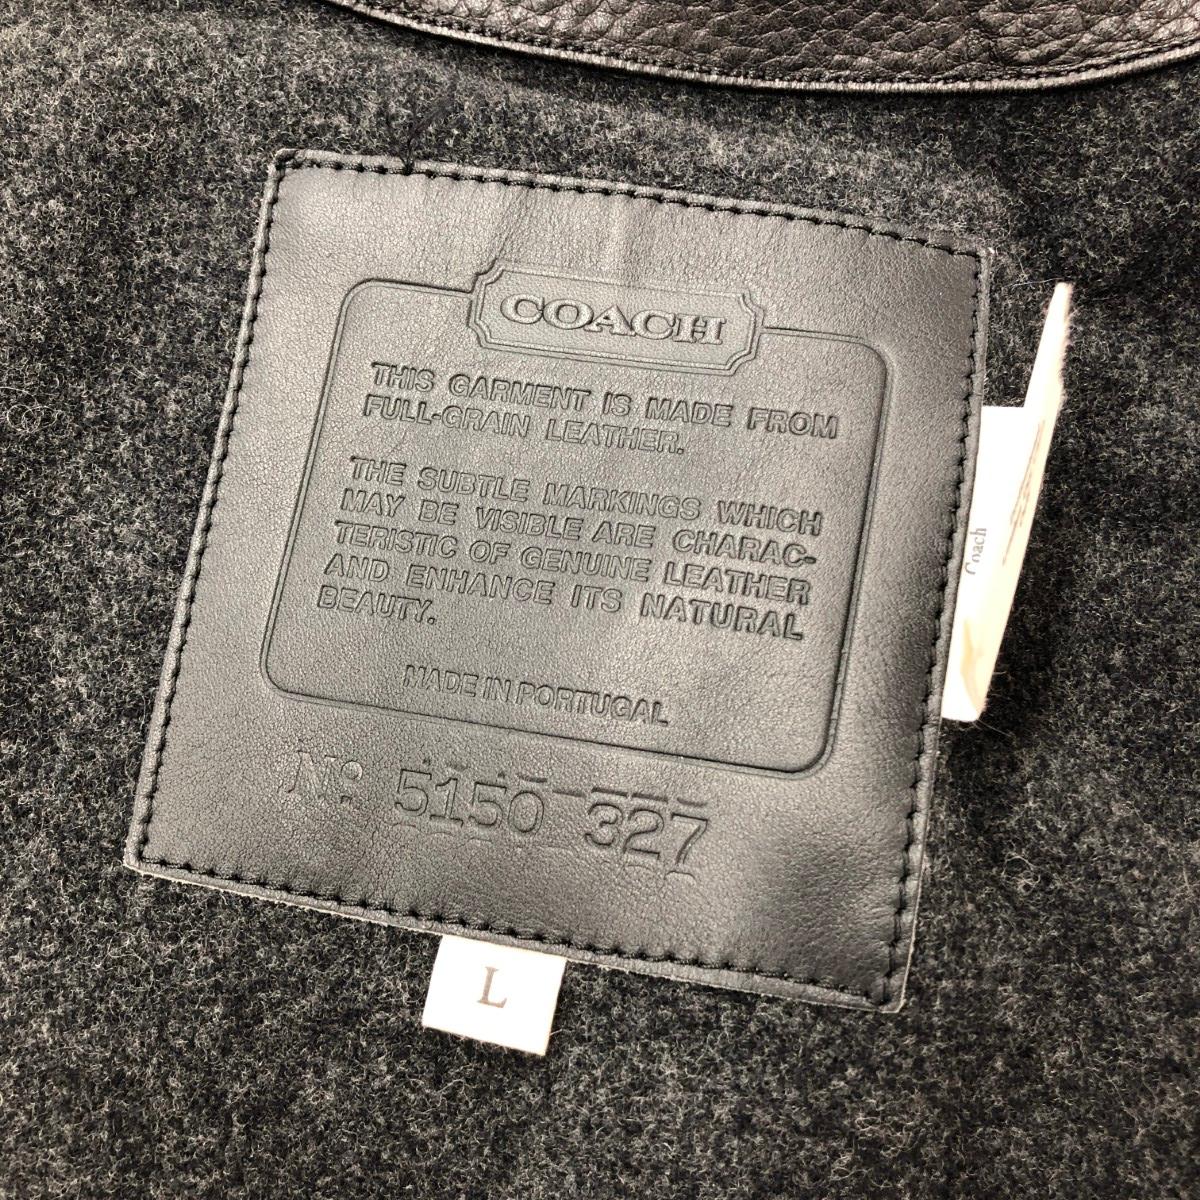 COACH
THIS GARMENT IS MADE FROM
FULL-GRAIN LEATHER.
THE SUBTLE MARKINGS WHICH
MAY BE VISIBLE ARE CHARAC-
TERISTIC OF GENUINE LEATHER
AND ENHANCE ITS NATURAL
BEAUTY.
MADE IN PORTUGAL
No 5150 327
L
Coach